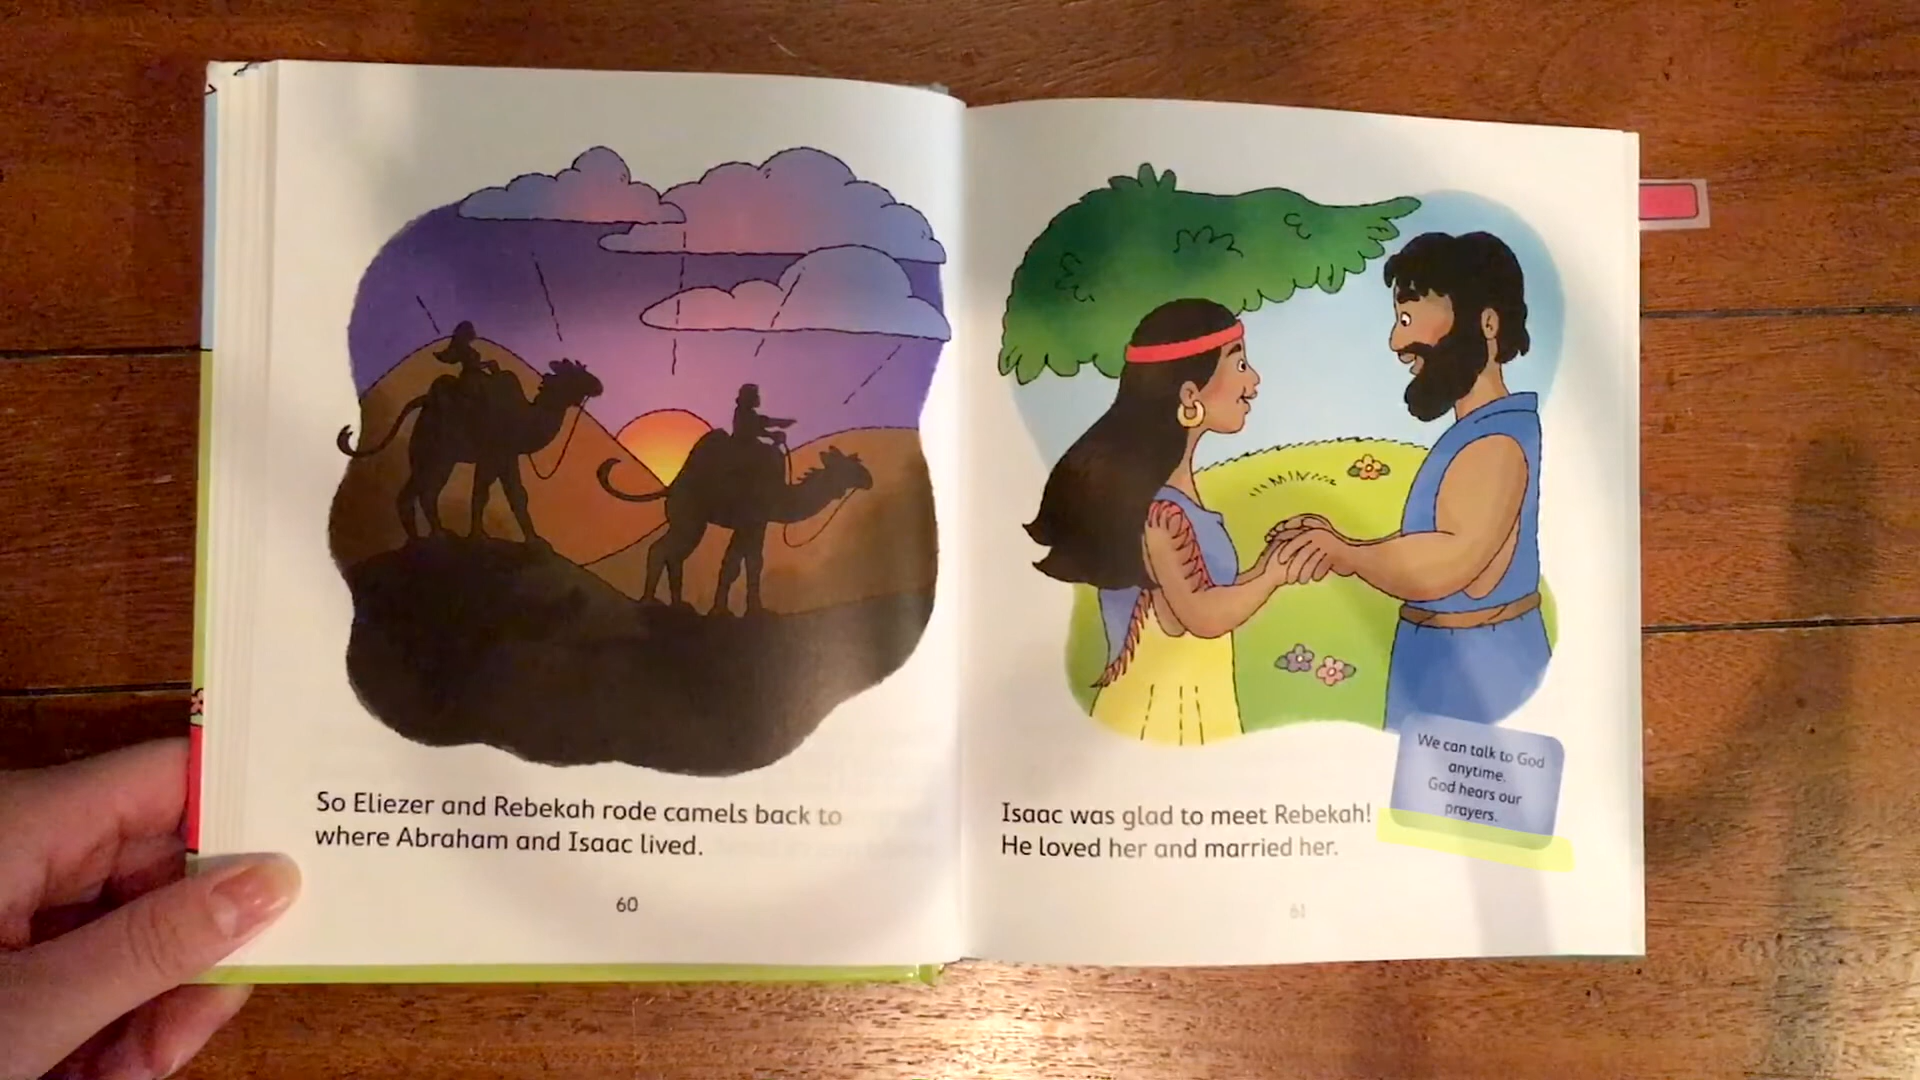 So Eliezer and Rebekah rode camels back to
where Abraham and Isaac lived.
60
Isaac was glad to meet Rebekah!
He loved her and married her.
We can talk to God
anytime.
God hears our
prayers.
61